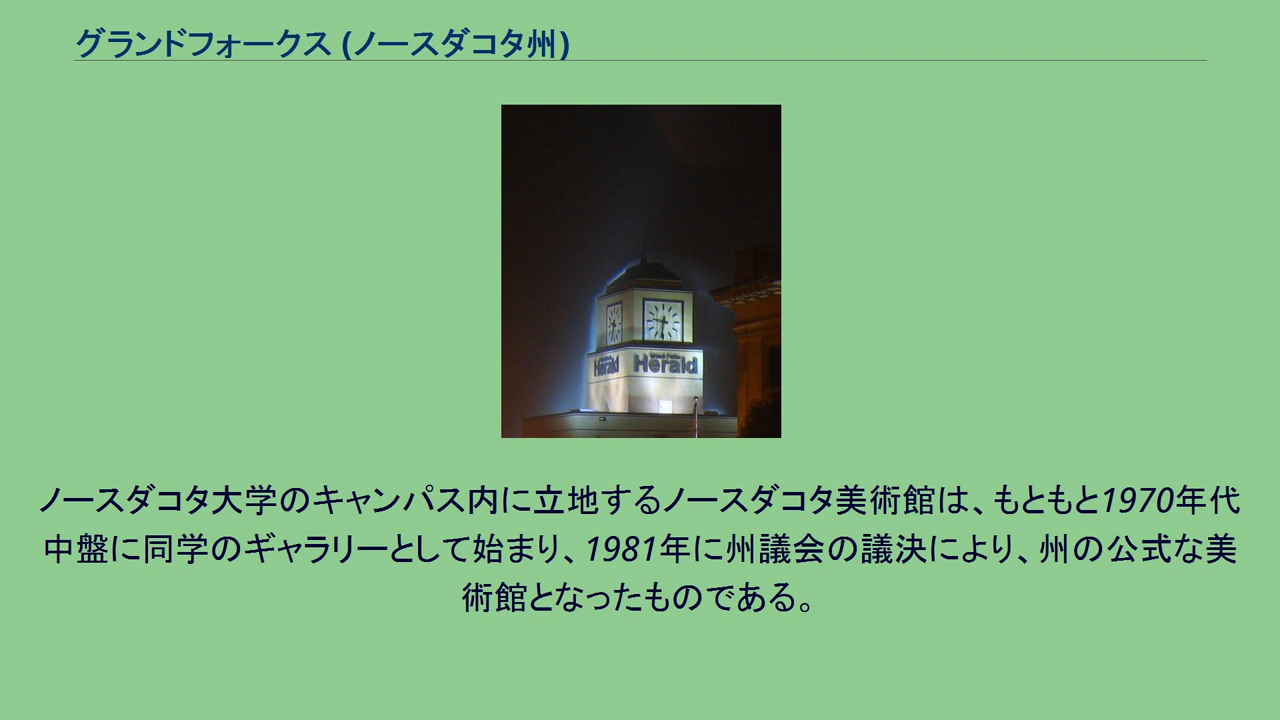 グランドフォークス (ノースダコタ州)
Herald
Herald
ノースダコタ大学のキャンパス内に立地するノースダコタ美術館は、もともと1970年代
中盤に同学のギャラリーとして始まり、1981年に州議会の議決により、州の公式な美
術館となったものである。